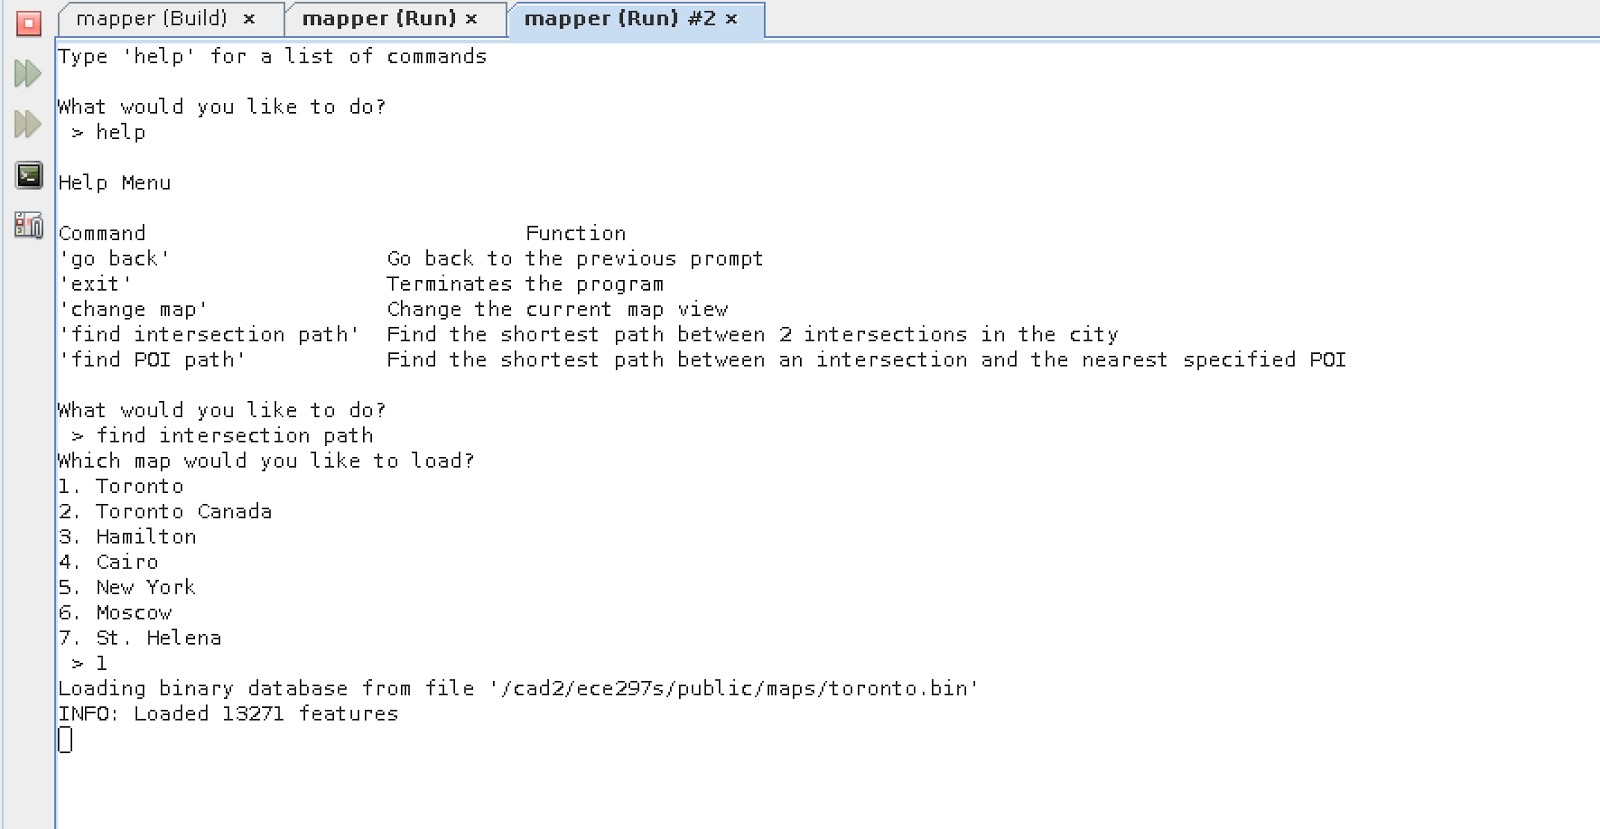 mapper (Build) × mapper (Run) × mapper (Run) #2 ×
Type 'help' for a list of commands
What would you like to do?
> help
Help Menu
Command Function
'go back' Go back to the previous prompt
'exit' Terminates the program
'change map' Change the current map view
'find intersection path' Find the shortest path between 2 intersections in the city
'find POI path' Find the shortest path between an intersection and the nearest specified POI
What would you like to do?
> find intersection path
Which map would you like to load?
1. Toronto
2. Toronto Canada
3. Hamilton
4. Cairo
5. New York
6. Moscow
7. St. Helena
> 1
Loading binary database from file '/cad2/ece297s/public/maps/toronto.bin'
INFO: Loaded 13271 features